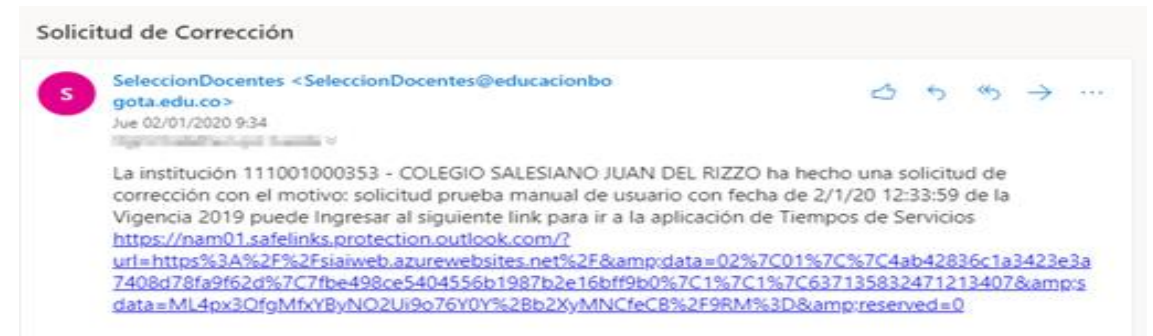 Solicitud de Corrección
S
SeleccionDocentes <SeleccionDocentes@educacionbo
gota.edu.co>
Jue 02/01/2020 9:34
La institución 111001000353 - COLEGIO SALESIANO JUAN DEL RIZZO ha hecho una solicitud de
corrección con el motivo: solicitud prueba manual de usuario con fecha de 2/1/20 12:33:59 de la
Vigencia 2019 puede Ingresar al siguiente link para ir a la aplicación de Tiempos de Servicios
https://nam01.safelinks.protection.outlook.com/?
url=https%3A%2F%2Fsiaiweb.azurewebsites.net%2F&amp;data=02%7C01%7C%7C4ab42836c1a3423e3a
7408d78fa9f62d%7C7fbe498ce5404556b1987b2e16bff9b0%7C1%7C1%7C637135832471213407&amp;s
data=ML4px3OfgMfxYByNO2Ui9o76Y0Y%2Bb2XyMNCfeCB%2F9RM%3D&amp;reserved=0